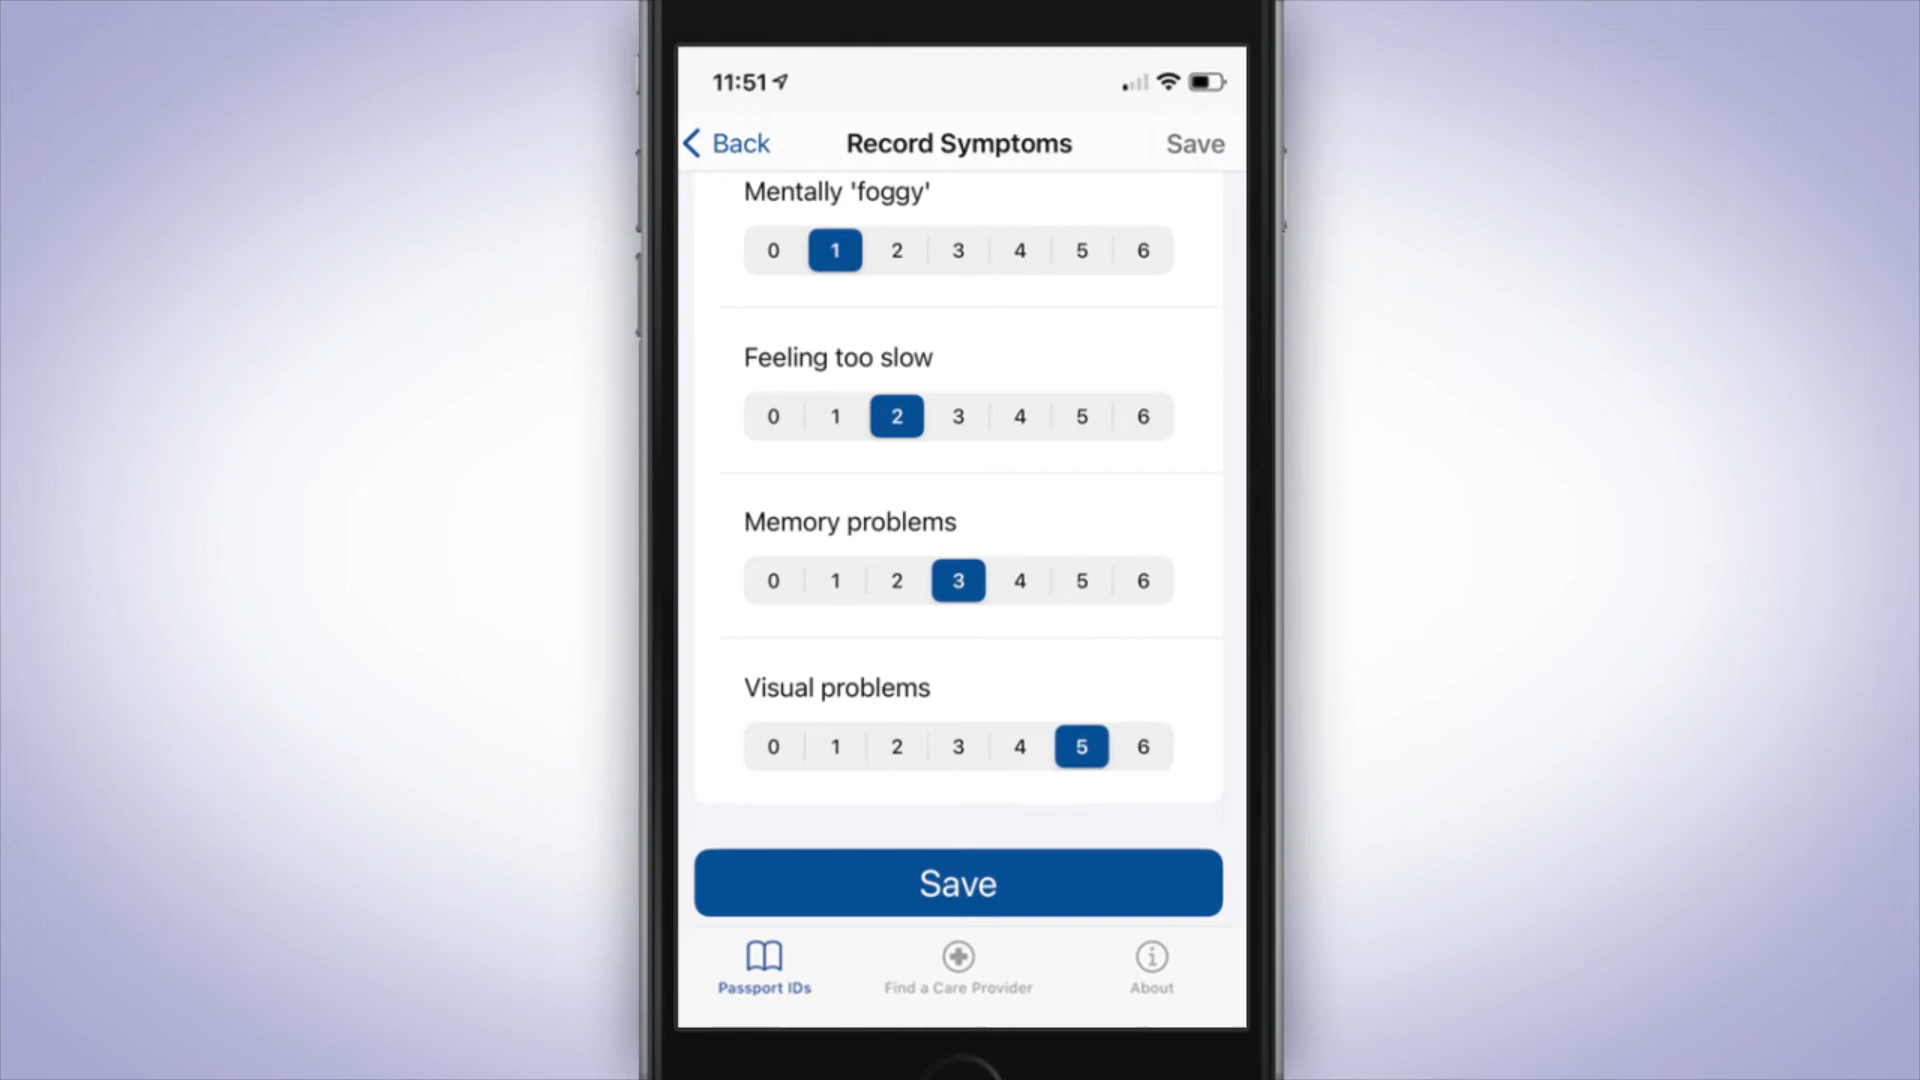 11:51
Back Record Symptoms Save
Mentally 'foggy'
0 1 2 3 4 5 6
Feeling too slow
0 1 2 3 4 5 6
Memory problems
0 1 2 3 4 5 6
Visual problems
0 1 2 3 4 5 6
Save
Passport IDs Find a Care Provider About